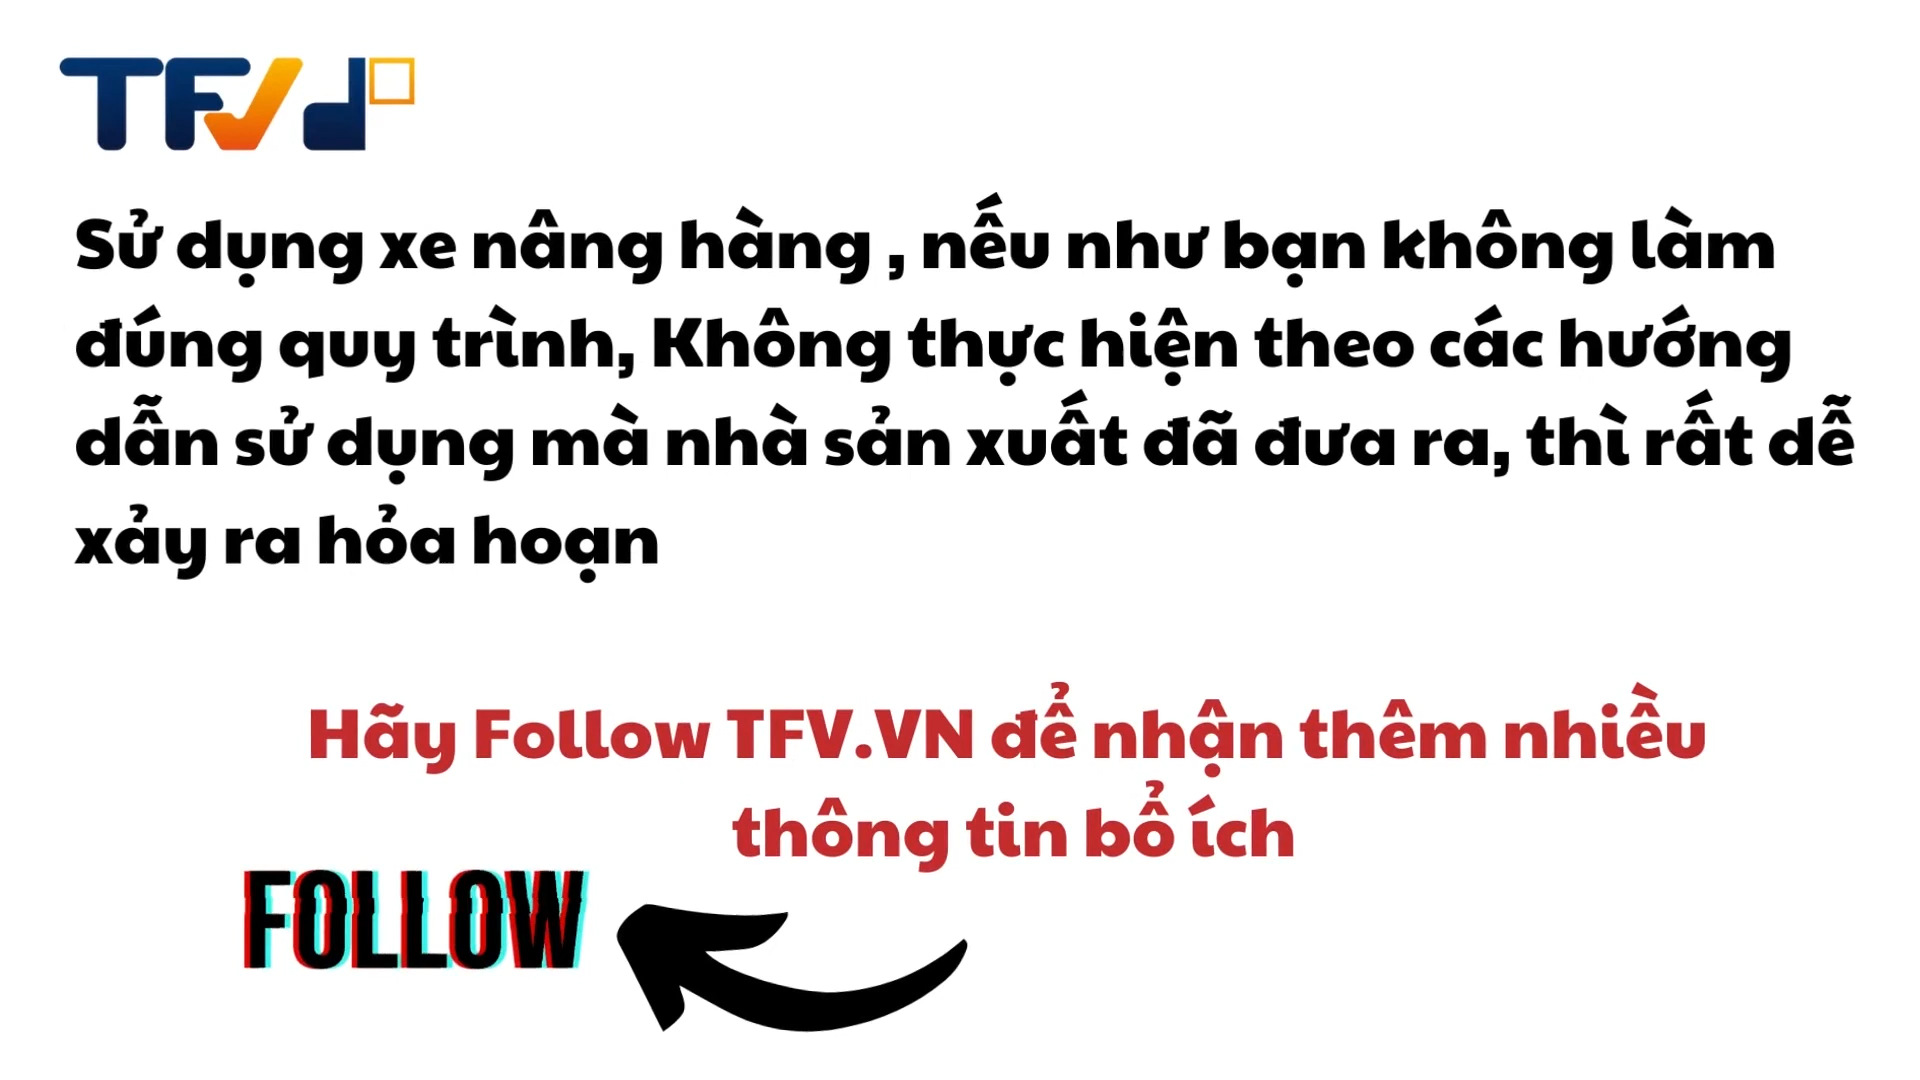 TFV
Sử dụng xe nâng hàng , nếu như bạn không làm
đúng quy trình, Không thực hiện theo các hướng
dẫn sử dụng mà nhà sản xuất đã đưa ra, thì rất dễ
xảy ra hỏa hoạn
Hãy Follow TFV.VN để nhận thêm nhiều
thông tin bổ ích
FOLLOW